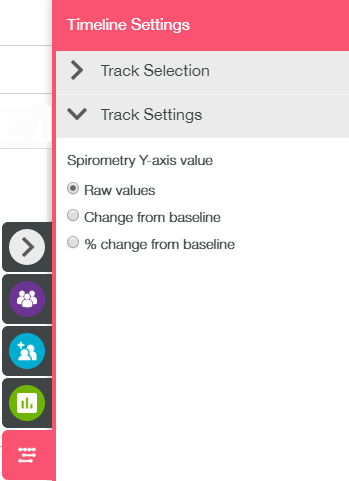 Timeline Settings
Track Selection
Track Settings
Spirometry Y-axis value
Raw values
Change from baseline
% change from baseline